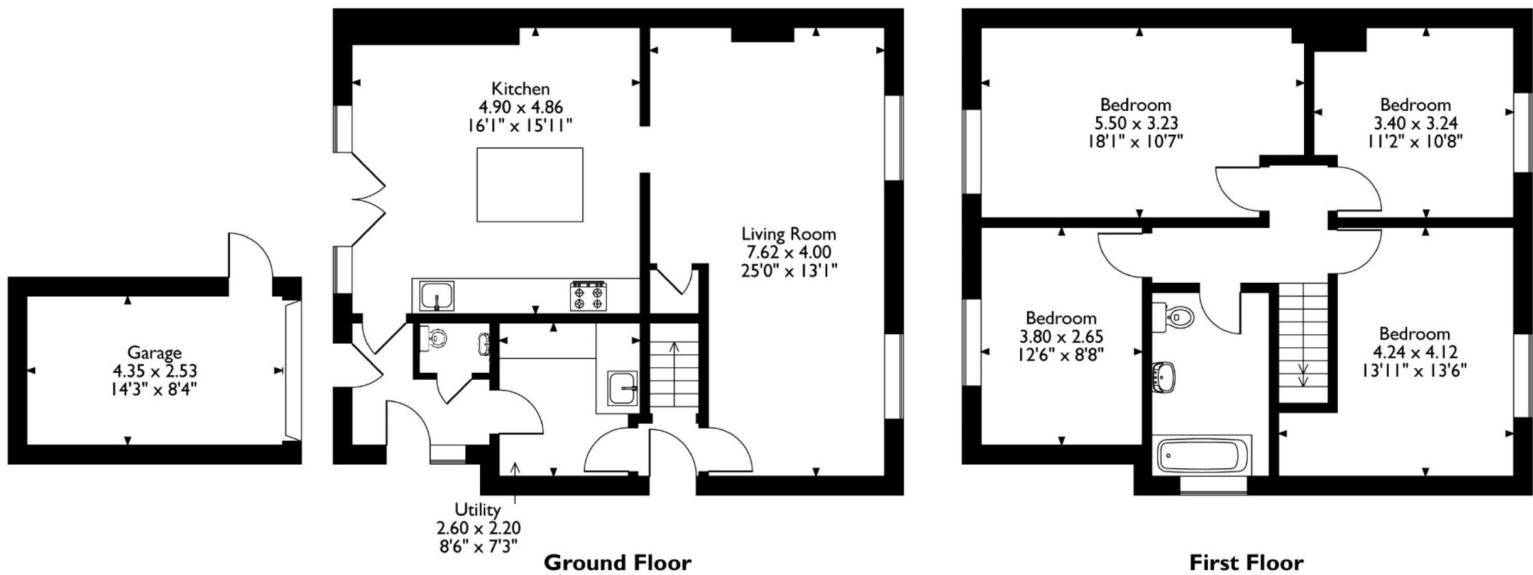 Kitchen
4.90 x 4.86
16'1" x 15'11"
Living Room
7.62 x 4.00
25'0" x 13'1"
Garage
4.35 x 2.53
14'3" x 8'4"
Utility
2.60 x 2.20
8'6" x 7'3"
Ground Floor
Bedroom
5.50 x 3.23
18'1" x 10'7"
Bedroom
3.40 x 3.24
11'2" x 10'8"
Bedroom
3.80 x 2.65
12'6" x 8'8"
Bedroom
4.24 x 4.12
13'11" x 13'6"
First Floor